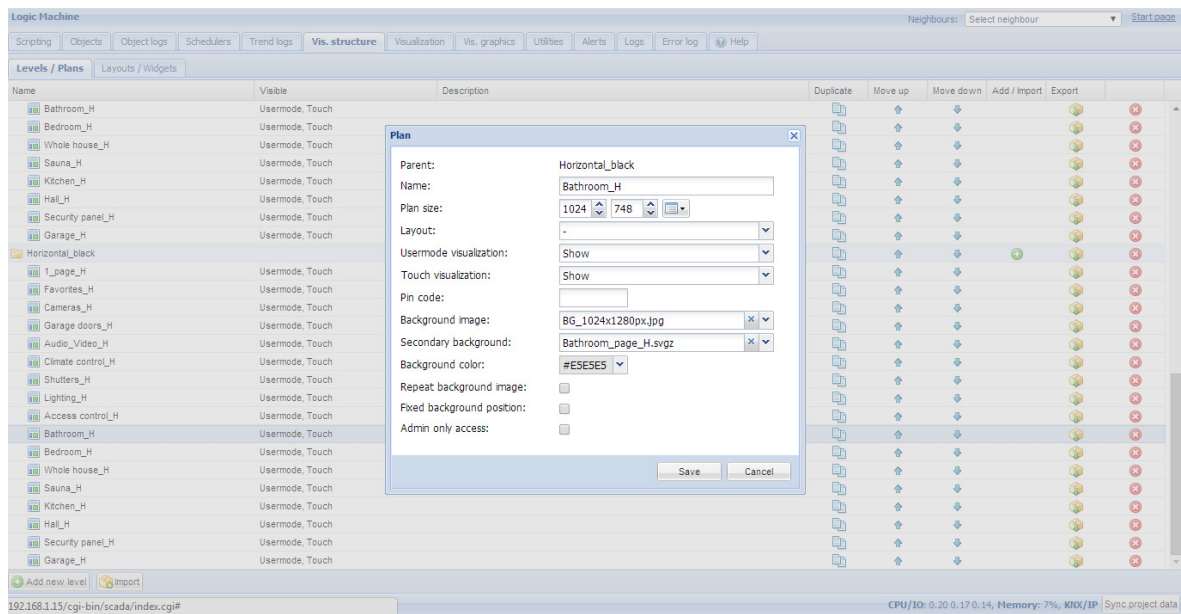 Logic Machine
Neighbours: Select neighbour Start page
Scripting Objects Object logs Schedulers Trend logs Vis. structure Visualization Vis. graphics Utilities Alerts Logs Error log Help
Levels / Plans Layouts / Widgets
Name Visible Description Duplicate Move up Move down Add / Import Export
Bathroom_H Usermode, Touch
Bedroom_H Usermode, Touch
Whole house_H Usermode, Touch
Sauna_H Usermode, Touch
Kitchen_H Usermode, Touch
Hall_H Usermode, Touch
Security panel_H Usermode, Touch
Garage_H Usermode, Touch
Horizontal_black
1_page_H Usermode, Touch
Favorites_H Usermode, Touch
Cameras_H Usermode, Touch
Garage doors_H Usermode, Touch
Audio_Video_H Usermode, Touch
Climate control_H Usermode, Touch
Shutters_H Usermode, Touch
Lighting_H Usermode, Touch
Access control_H Usermode, Touch
Bathroom_H Usermode, Touch
Bedroom_H Usermode, Touch
Whole house_H Usermode, Touch
Sauna_H Usermode, Touch
Kitchen_H Usermode, Touch
Hall_H Usermode, Touch
Security panel_H Usermode, Touch
Garage_H Usermode, Touch
Plan
Parent: Horizontal_black
Name: Bathroom_H
Plan size: 1024 748
Layout: -
Usermode visualization: Show
Touch visualization: Show
Pin code:
Background image: BG_1024x1280px.jpg
Secondary background: Bathroom_page_H.svgz
Background color: #E5E5E5
Repeat background image:
Fixed background position:
Admin only access:
Save Cancel
Add new level Import
192.168.1.15/cgi-bin/scada/index.cgi# CPU/IO: 0.20 0.17 0.14, Memory: 7%, KNX/IP Sync project data